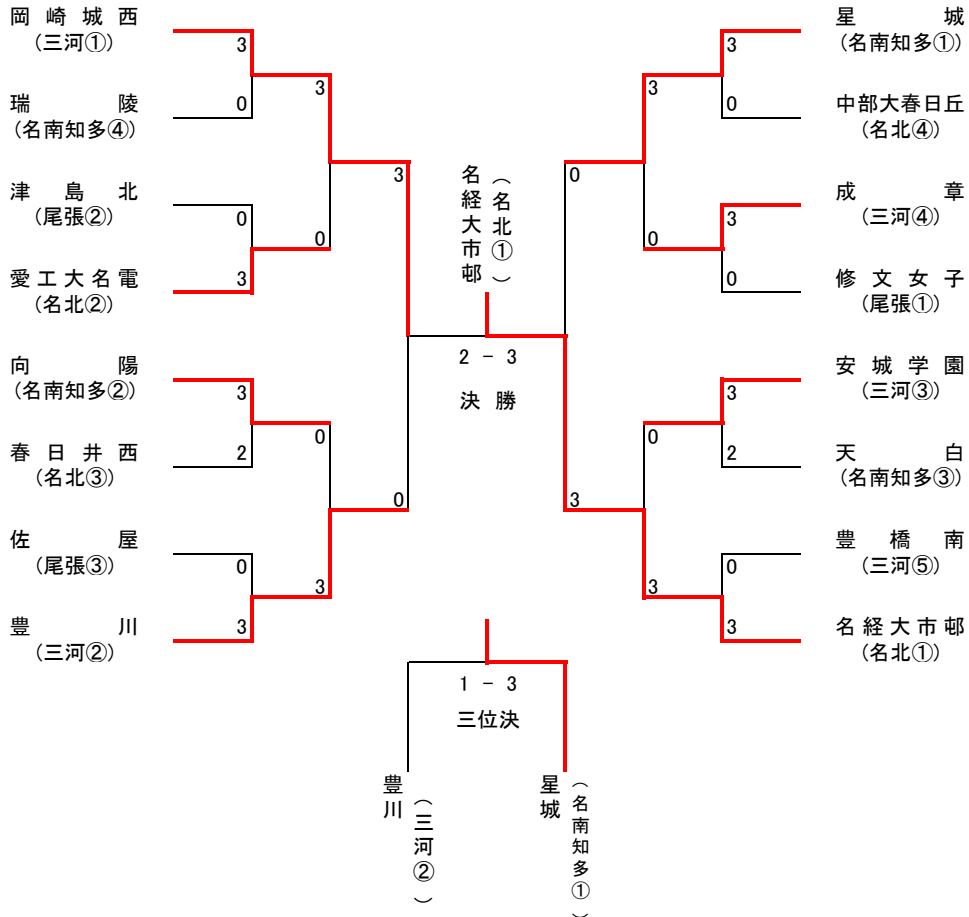 岡崎城西
(三河①)
3
瑞陵
(名南知多④)
0
3
津島北
(尾張②)
0
0
愛工大名電
(名北②)
3
3
向陽
(名南知多②)
3
春日井西
(名北③)
2
0
佐屋
(尾張③)
0
3
豊川
(三河②)
3
0
名経大市邨
(名北①)
2 - 3
決勝
星城
(名南知多①)
3
中部大春日丘
(名北④)
0
3
成章
(三河④)
3
0
修文女子
(尾張①)
0
0
安城学園
(三河③)
3
天白
(名南知多③)
2
0
豊橋南
(三河⑤)
0
3
名経大市邨
(名北①)
3
3
1 - 3
三位決
豊川
(三河②)
星城
(名南知多①)